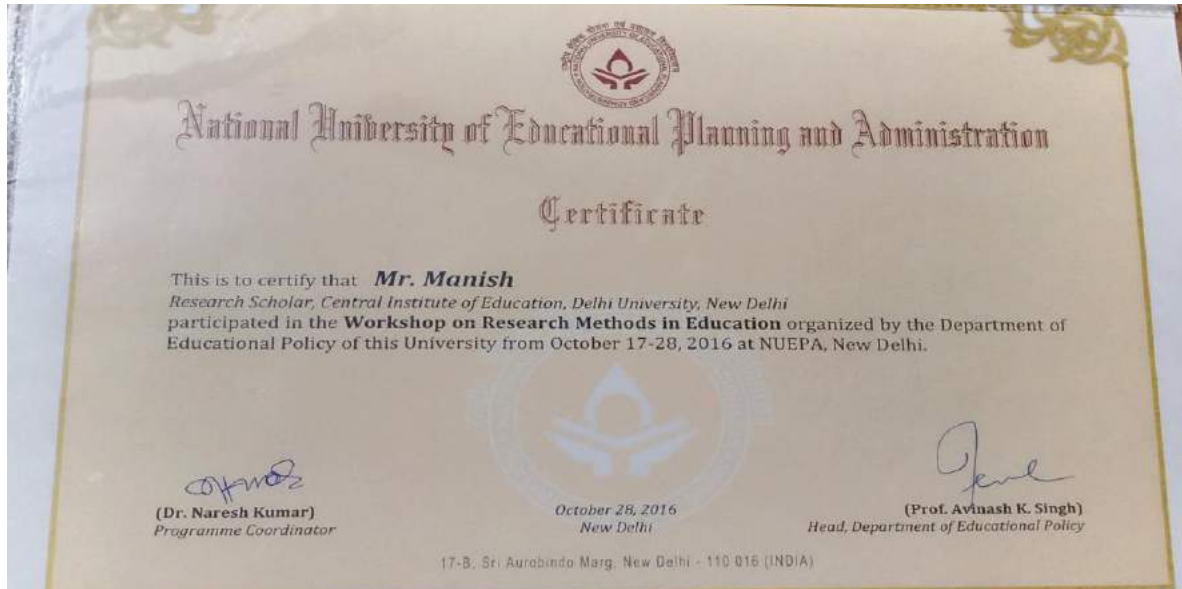 National University of Educational Planning and Administration
Certificate
This is to certify that Mr. Manish
Research Scholar, Central Institute of Education, Delhi University, New Delhi
participated in the Workshop on Research Methods in Education organized by the Department of
Educational Policy of this University from October 17-28, 2016 at NUEPA, New Delhi.
(Dr. Naresh Kumar)
Programme Coordinator
October 28, 2016
New Delhi
(Prof. Avinash K. Singh)
Head, Department of Educational Policy
17-B, Sri Aurobindo Marg, New Delhi - 110 016 (INDIA)